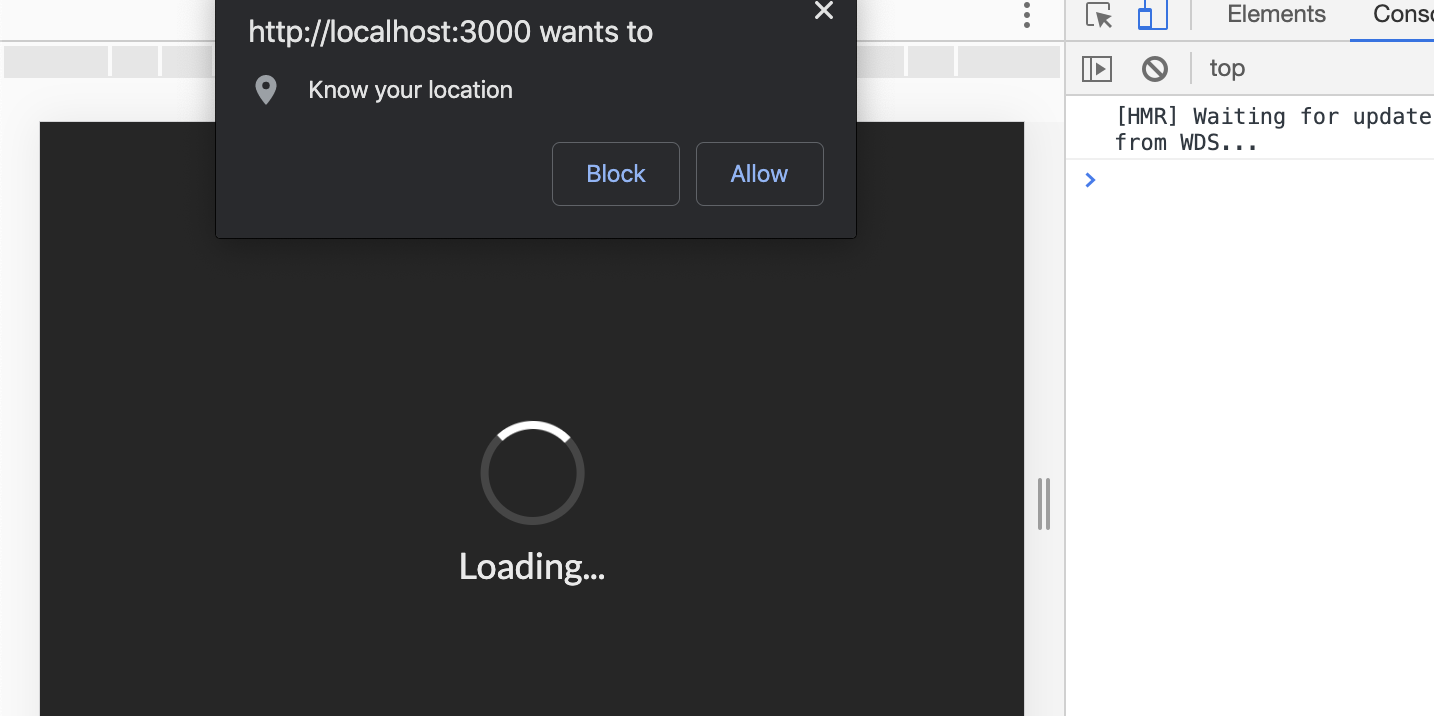 http://localhost:3000 wants to
Know your location
Block
Allow
Loading...
Elements
top
[HMR] Waiting for update
from WDS...